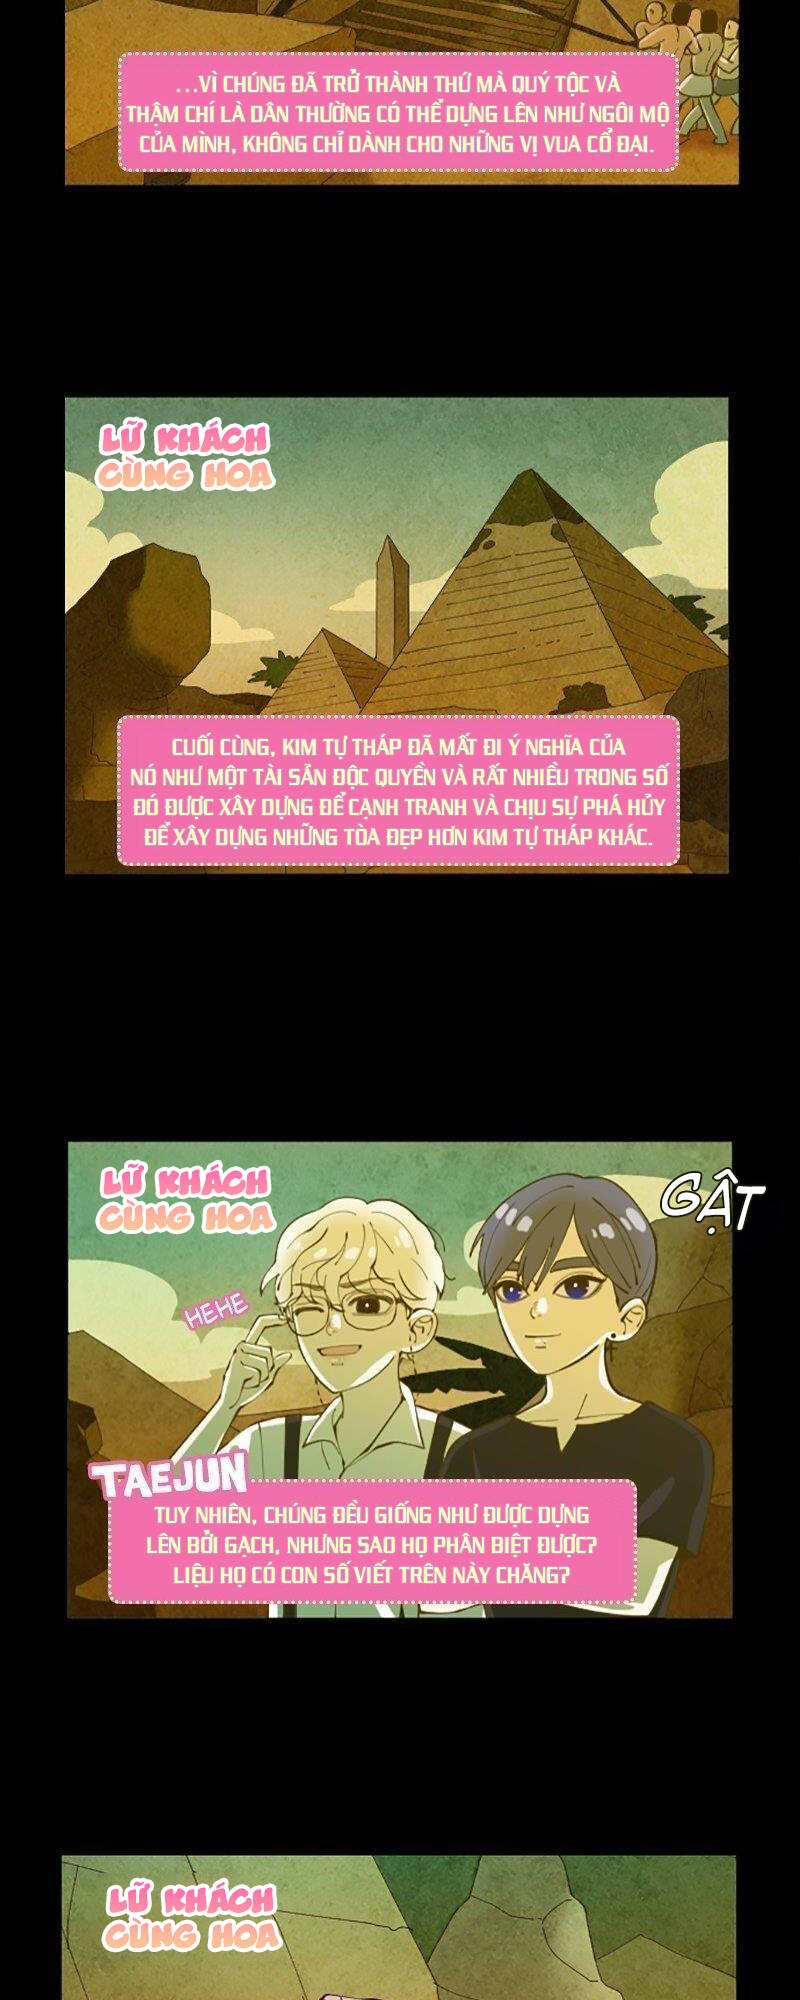 ...VÌ CHÚNG ĐÃ TRỞ THÀNH THỨ MÀ QUÝ TỘC VÀ
THẬM CHÍ LÀ DÂN THƯỜNG CÓ THỂ DỰNG LÊN NHƯ NGÔI MỘ
CỦA MÌNH, KHÔNG CHỈ DÀNH CHO NHỮNG VỊ VUA CỔ ĐẠI.
LỮ KHÁCH
CÙNG HOA
CUỐI CÙNG, KIM TỰ THÁP ĐÃ MẤT ĐI Ý NGHĨA CỦA
NÓ NHƯ MỘT TÀI SẢN ĐỘC QUYỀN VÀ RẤT NHIỀU TRONG SỐ
ĐÓ ĐƯỢC XÂY DỰNG ĐỂ CẠNH TRANH VÀ CHỊU SỰ PHÁ HỦY
ĐỂ XÂY DỰNG NHỮNG TÒA ĐẸP HƠN KIM TỰ THÁP KHÁC.
LỮ KHÁCH
CÙNG HOA
GẬT
HEHE
TAEJUN
TUY NHIÊN, CHÚNG ĐỀU GIỐNG NHƯ ĐƯỢC DỰNG
LÊN BỞI GẠCH, NHƯNG SAO HỌ PHÂN BIỆT ĐƯỢC?
LIỆU HỌ CÓ CON SỐ VIẾT TRÊN NÀY CHĂNG?
LỮ KHÁCH
CÙNG HOA